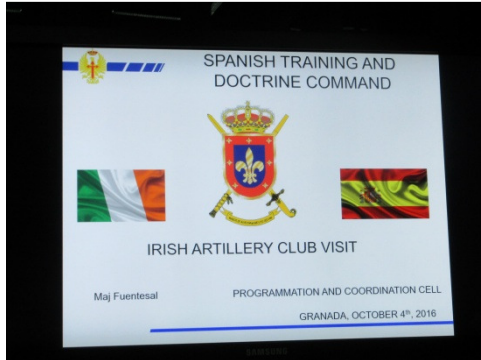 SPANISH TRAINING AND
DOCTRINE COMMAND
IRISH ARTILLERY CLUB VISIT
Maj Fuentesal
PROGRAMMATION AND COORDINATION CELL
GRANADA, OCTOBER 4th, 2016
SAMSUNG